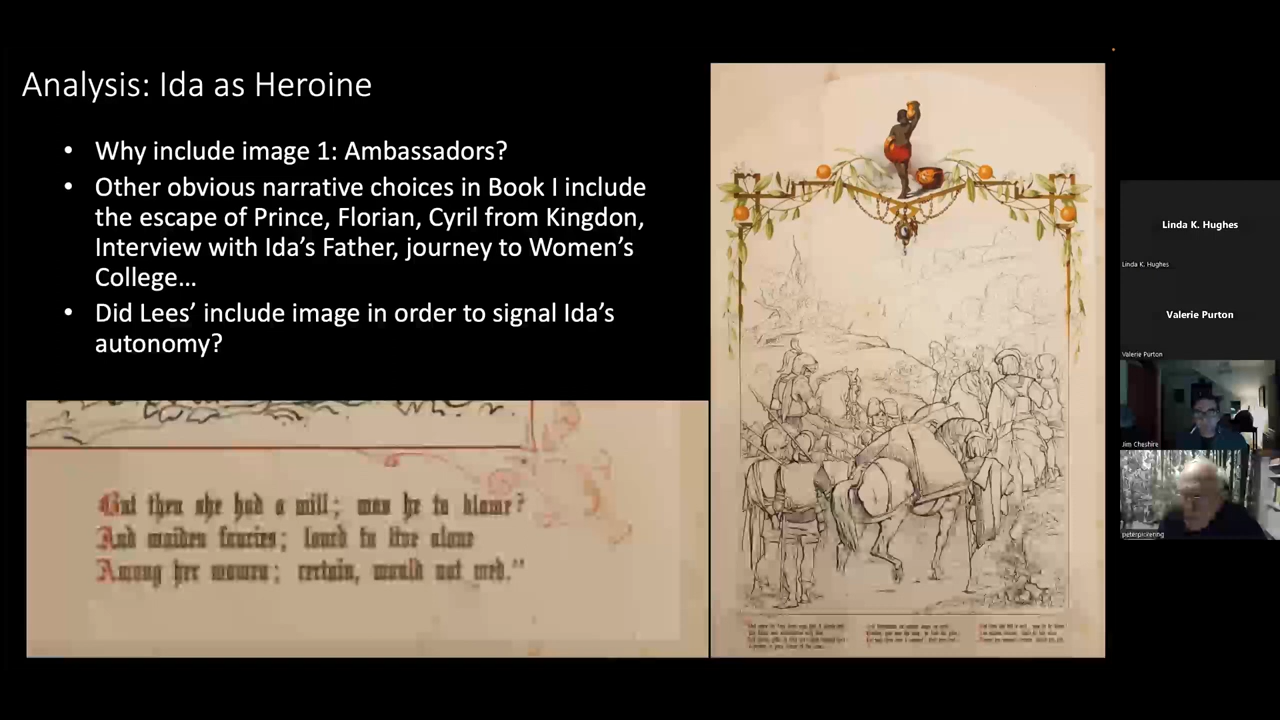 Analysis: Ida as Heroine
• Why include image 1: Ambassadors?
• Other obvious narrative choices in Book I include
the escape of Prince, Florian, Cyril from Kingdon,
Interview with Ida's Father, journey to Women's
College...
• Did Lees' include image in order to signal Ida's
autonomy?
But then she had a will; was he to blame?
And maiden fancies; loved to live alone
Among her women; certain, would not wed."
Linda K. Hughes
Linda K. Hughes
Valerie Purton
Valerie Purton
Jim Cheshire
peterpickering